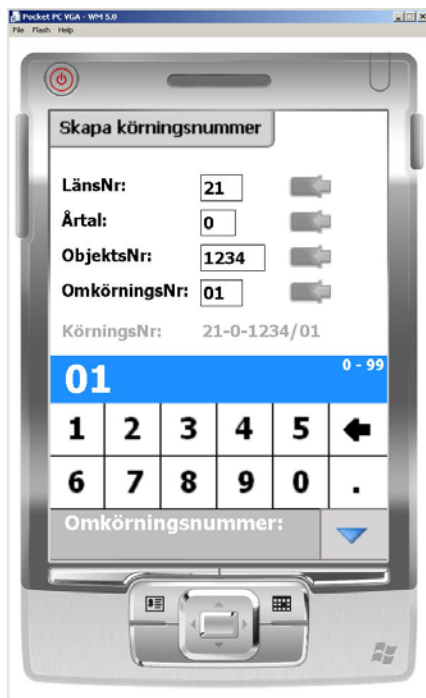 Pocket PC VGA - WM 5.0
File Flash Help
Skapa körningsnummer
LänsNr: 21
Årtal: 0
ObjektsNr: 1234
OmkörningsNr: 01
KörningsNr: 21-0-1234/01
01 0 - 99
1 2 3 4 5
6 7 8 9 0 .
Omkörningsnummer: